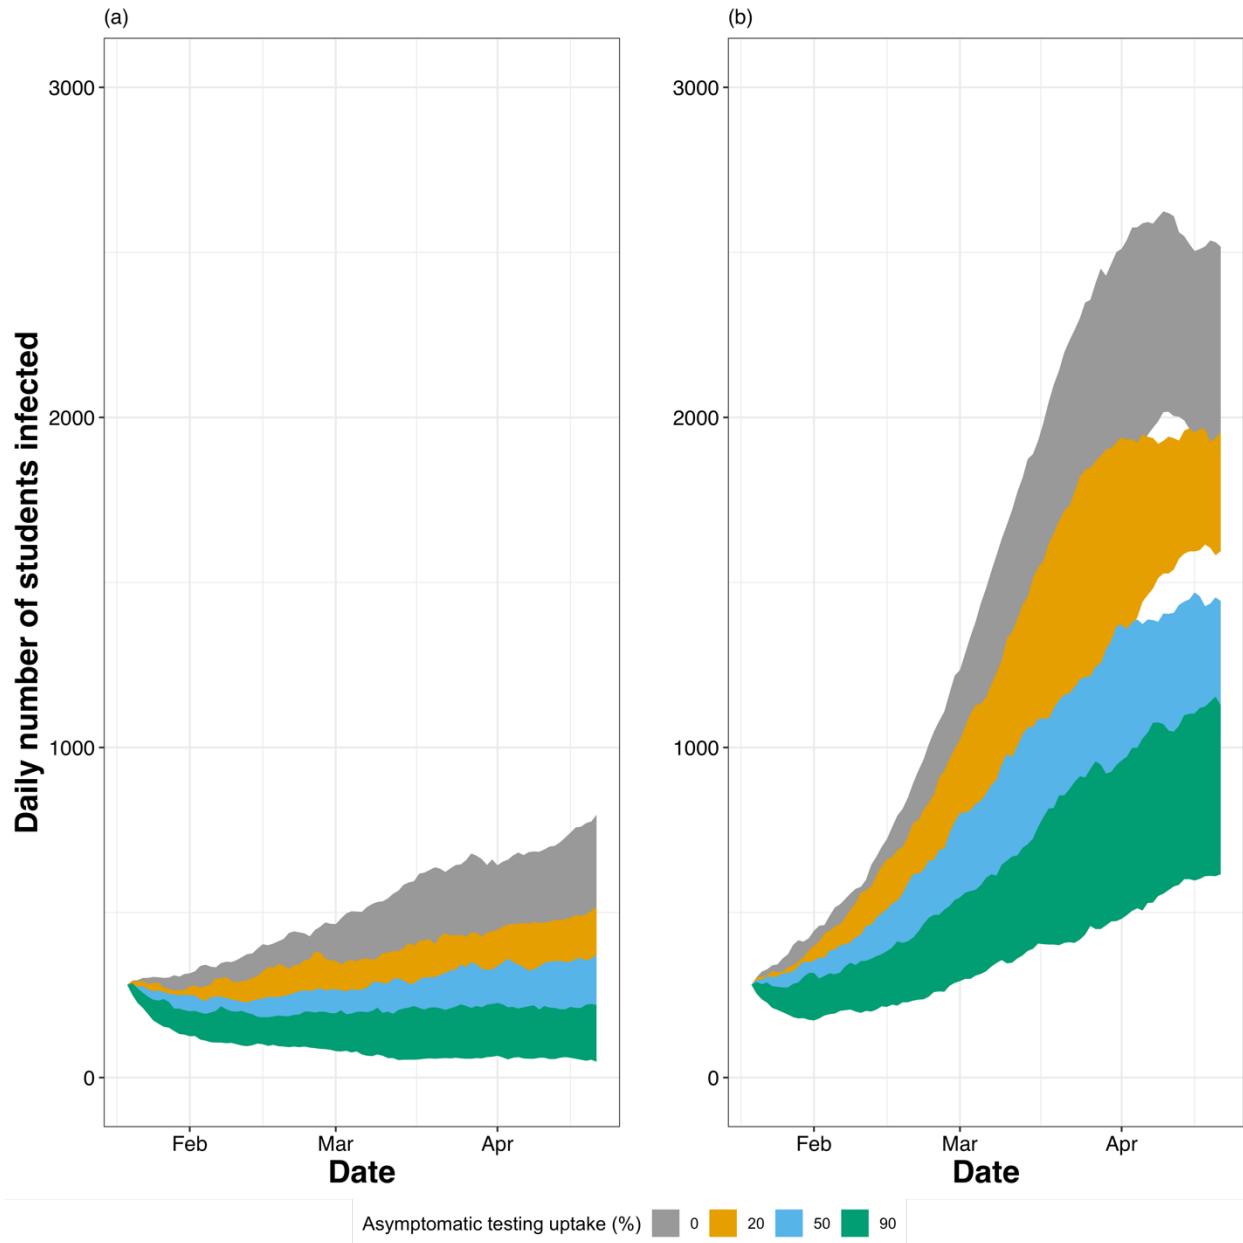 (a)
(b)
Daily number of students infected
3000
2000
1000
0
Feb Mar Apr
Date
3000
2000
1000
0
Feb Mar Apr
Date
Asymptomatic testing uptake (%) 0 20 50 90